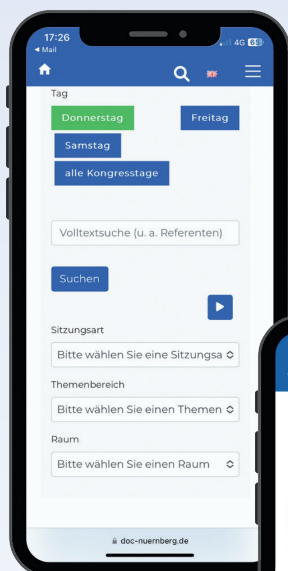 17:26
4G 61
◄ Mail
Tag
Donnerstag
Freitag
Samstag
alle Kongresstage
Volltextsuche (u. a. Referenten)
Suchen
Sitzungsart
Bitte wählen Sie eine Sitzungsa
Themenbereich
Bitte wählen Sie einen Themen
Raum
Bitte wählen Sie einen Raum
doc-nuernberg.de